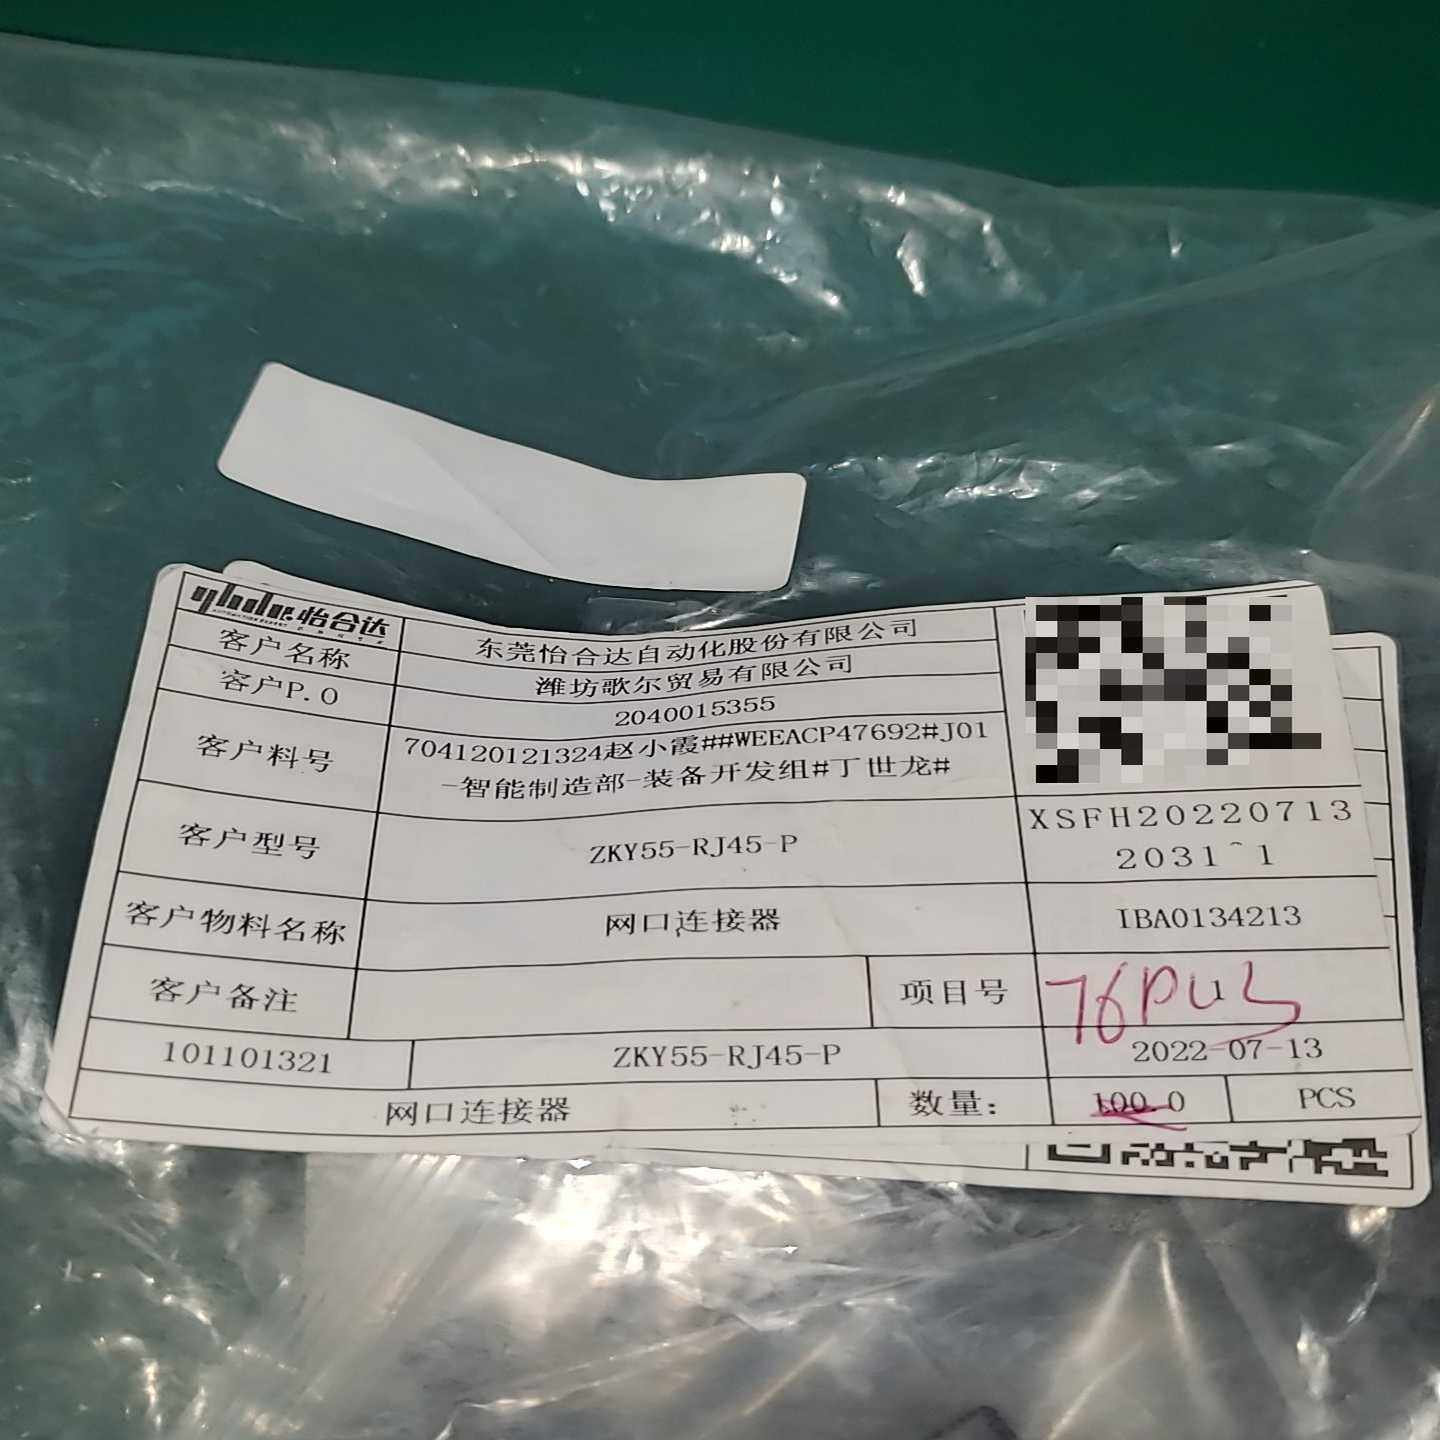 怡合达
东莞怡合达自动化股份有限公司
客户名称
潍坊歌尔贸易有限公司
客户P.O
2040015355
客户料号
704120121324赵小霞##WEEACP47692#J01
-智能制造部-装备开发组#丁世龙#
客户型号
ZKY55-RJ45-P
XSFH20220713
2031~1
客户物料名称
网口连接器
IBA0134213
客户备注
项目号
101101321
ZKY55-RJ45-P
2022-07-13
网口连接器
数量:
100.0
PCS